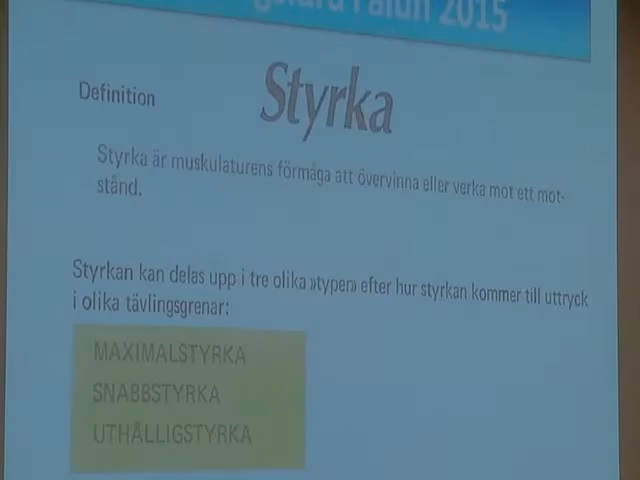 Falun 2015
Definition
Styrka
Styrka är muskulaturens förmåga att övervinna eller verka mot ett mot-
stånd.
Styrkan kan delas upp i tre olika »typen» efter hur styrkan kommer till uttryck
i olika tävlingsgrenar:
MAXIMALSTYRKA
SNABBSTYRKA
UTHÅLLIGSTYRKA